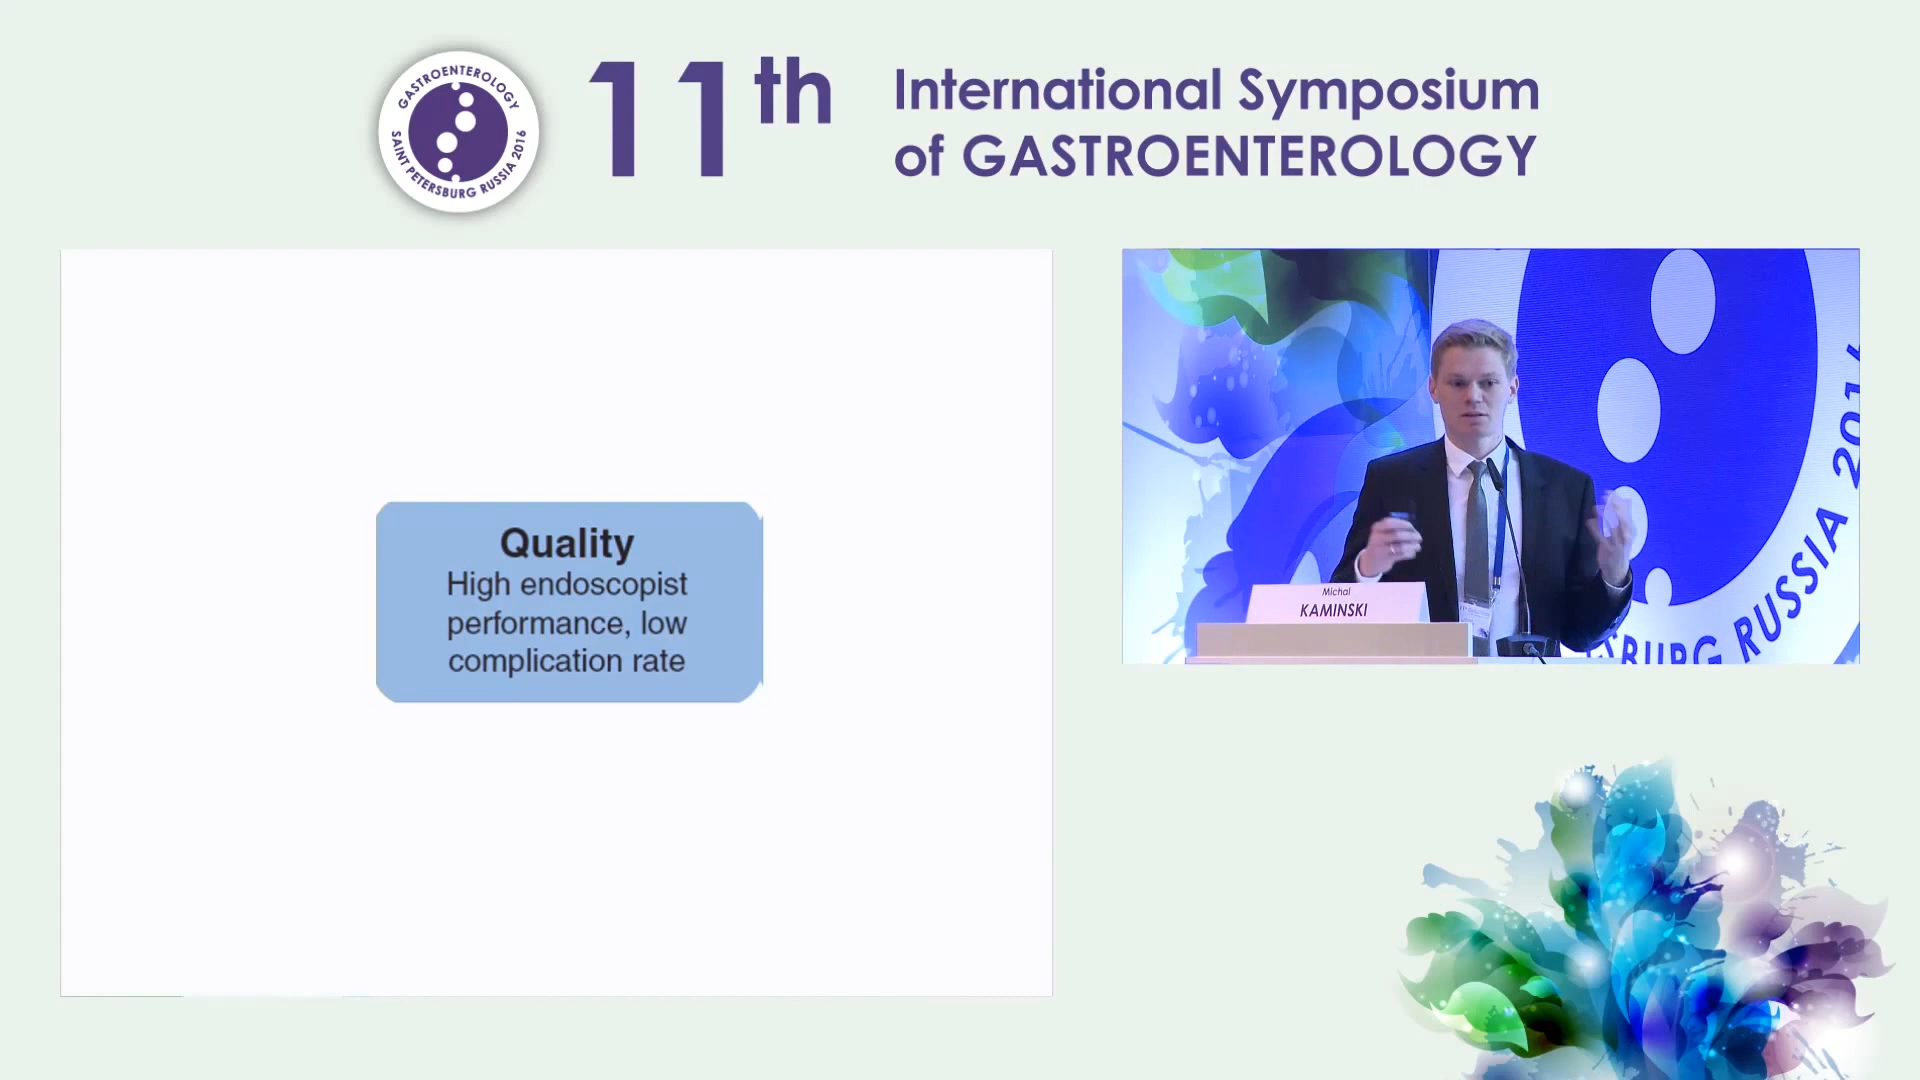 GASTROENTEROLOGY
SAINT PETERSBURG RUSSIA 2016
11th
International Symposium
of GASTROENTEROLOGY
Quality
High endoscopist
performance, low
complication rate
Michal
KAMINSKI
RUSSIA